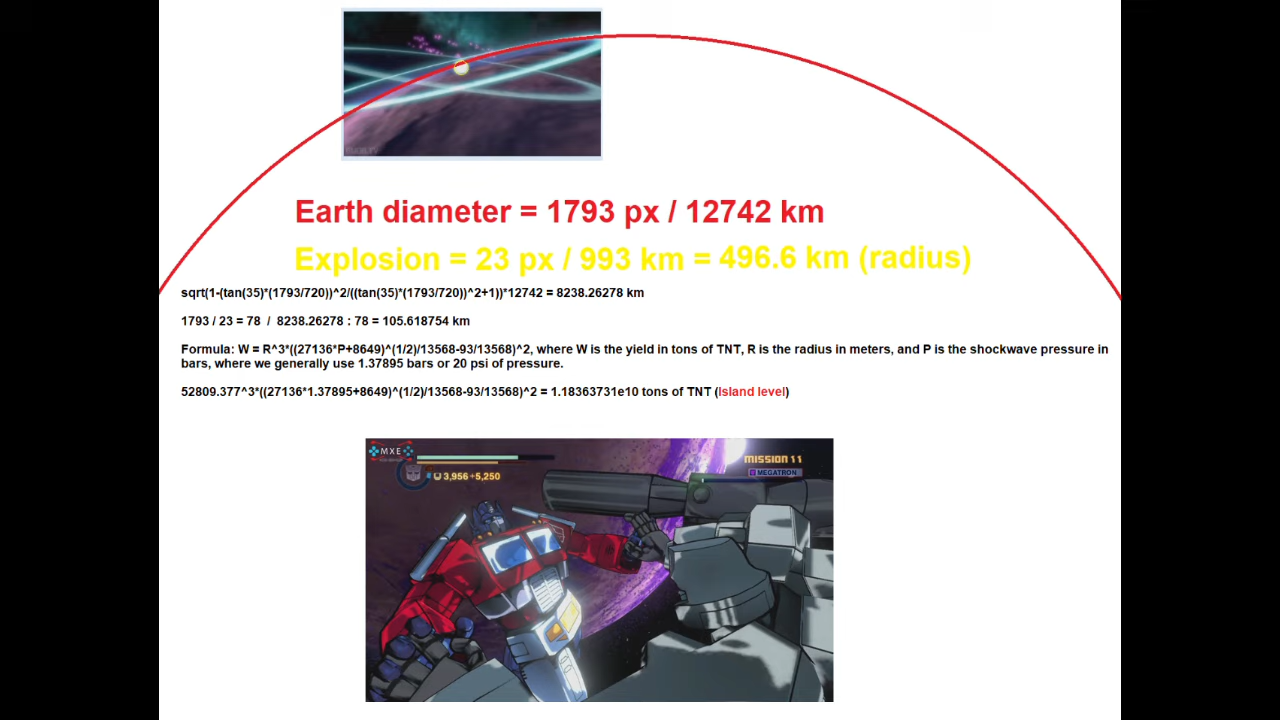 Earth diameter = 1793 px / 12742 km
Explosion = 23 px / 993 km = 496.6 km (radius)
sqrt(1-(tan(35)*(1793/720))^2/((tan(35)*(1793/720))^2+1))*12742 = 8238.26278 km
1793 / 23 = 78 / 8238.26278 : 78 = 105.618754 km
Formula: W = R^3*((27136*P+8649)^(1/2)/13568-93/13568)^2, where W is the yield in tons of TNT, R is the radius in meters, and P is the shockwave pressure in
bars, where we generally use 1.37895 bars or 20 psi of pressure.
52809.377^3*((27136*1.37895+8649)^(1/2)/13568-93/13568)^2 = 1.18363731e10 tons of TNT (Island level)
MXE
3,956+5,250
MISSION 11
MEGATRON